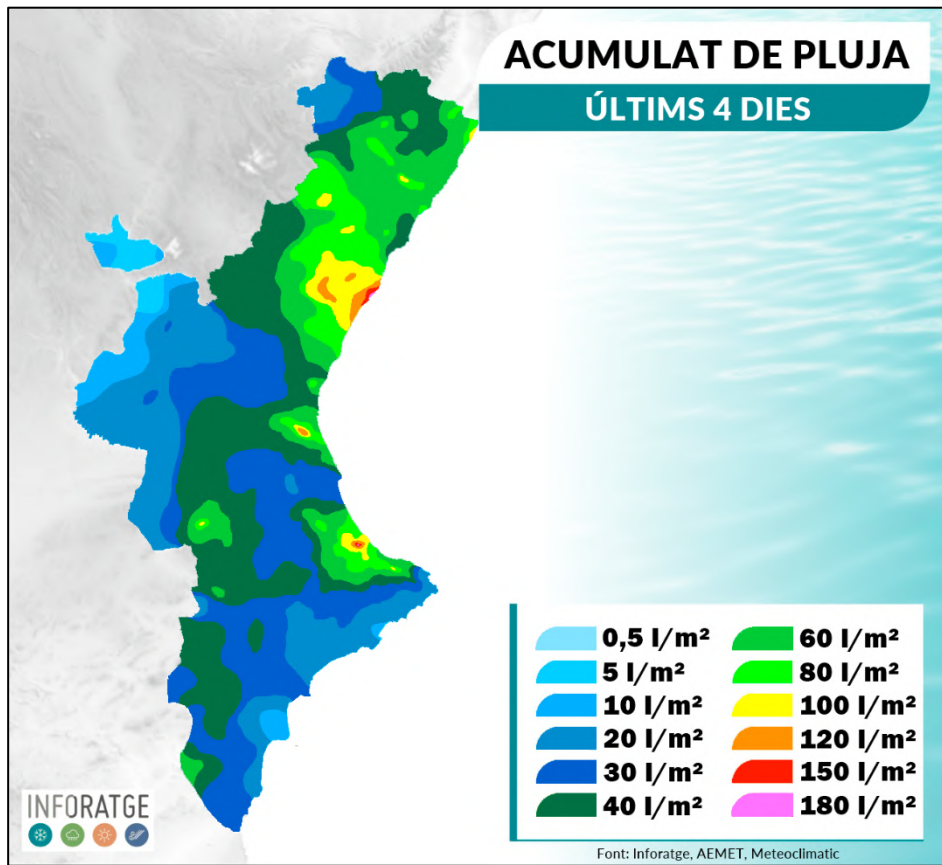 ACUMULAT DE PLUJA
ÚLTIMS 4 DIES
0,5 l/m²
5 l/m²
10 l/m²
20 l/m²
30 l/m²
40 l/m²
60 l/m²
80 l/m²
100 l/m²
120 l/m²
150 l/m²
180 l/m²
INFORATGE
Font: Inforatge, AEMET, Meteoclimatic